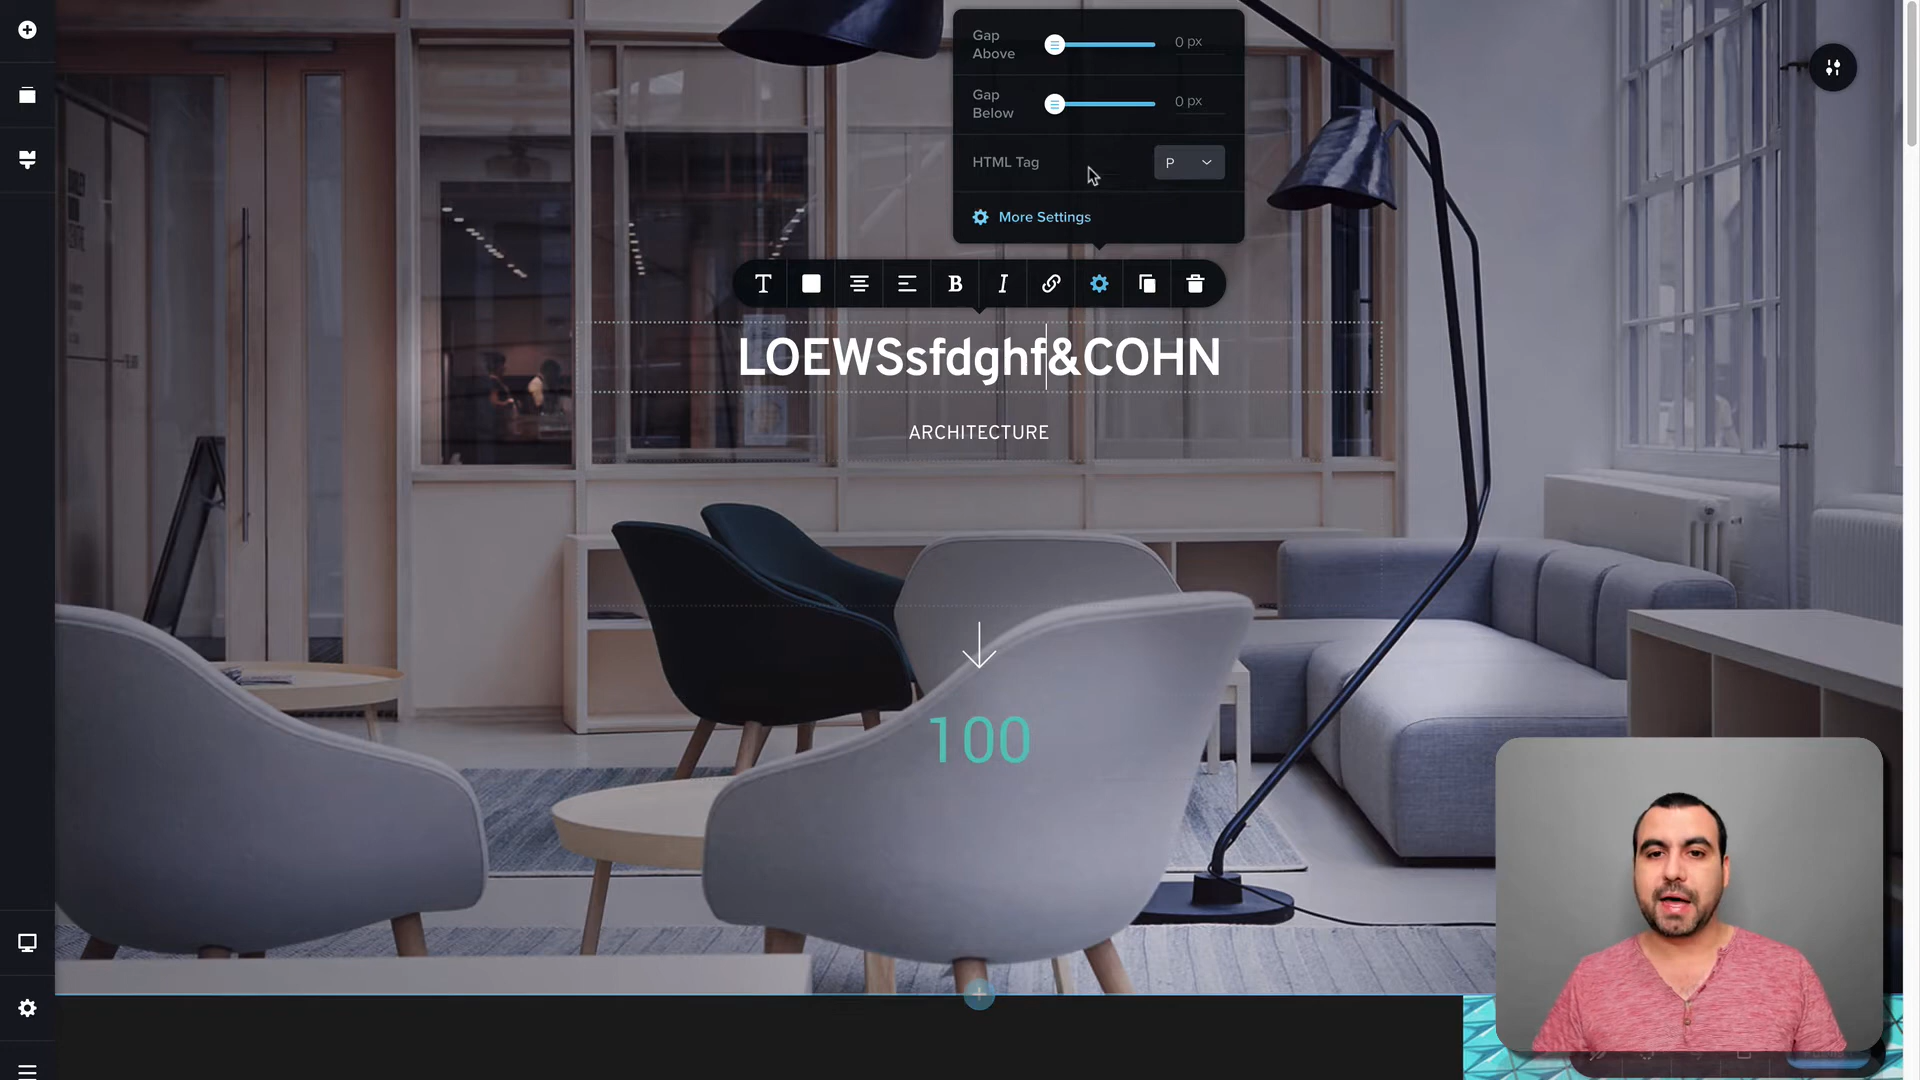 Gap
Above
0 px
Gap
Below
0 px
HTML Tag
P
More Settings
T
B
I
LOEWSsfdghf&COHN
ARCHITECTURE
100